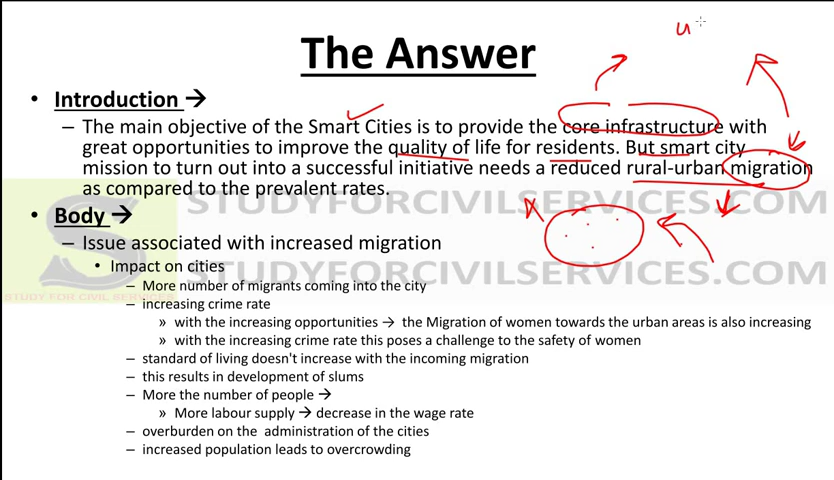 The Answer
• Introduction →
– The main objective of the Smart Cities is to provide the core infrastructure with
great opportunities to improve the quality of life for residents. But smart city
mission to turn out into a successful initiative needs a reduced rural-urban migration
as compared to the prevalent rates.
STUDYFORCIVILSERVICES.COM
• Body →
– Issue associated with increased migration
• Impact on cities
STUDYFORCIVILSERVICES.COM
– More number of migrants coming into the city
STUDY FOR CIVIL SERVICES
– increasing crime rate
» with the increasing opportunities → the Migration of women towards the urban areas is also increasing
» with the increasing crime rate this poses a challenge to the safety of women
– standard of living doesn't increase with the incoming migration
– this results in development of slums
– More the number of people →
» More labour supply → decrease in the wage rate
– overburden on the administration of the cities
– increased population leads to overcrowding